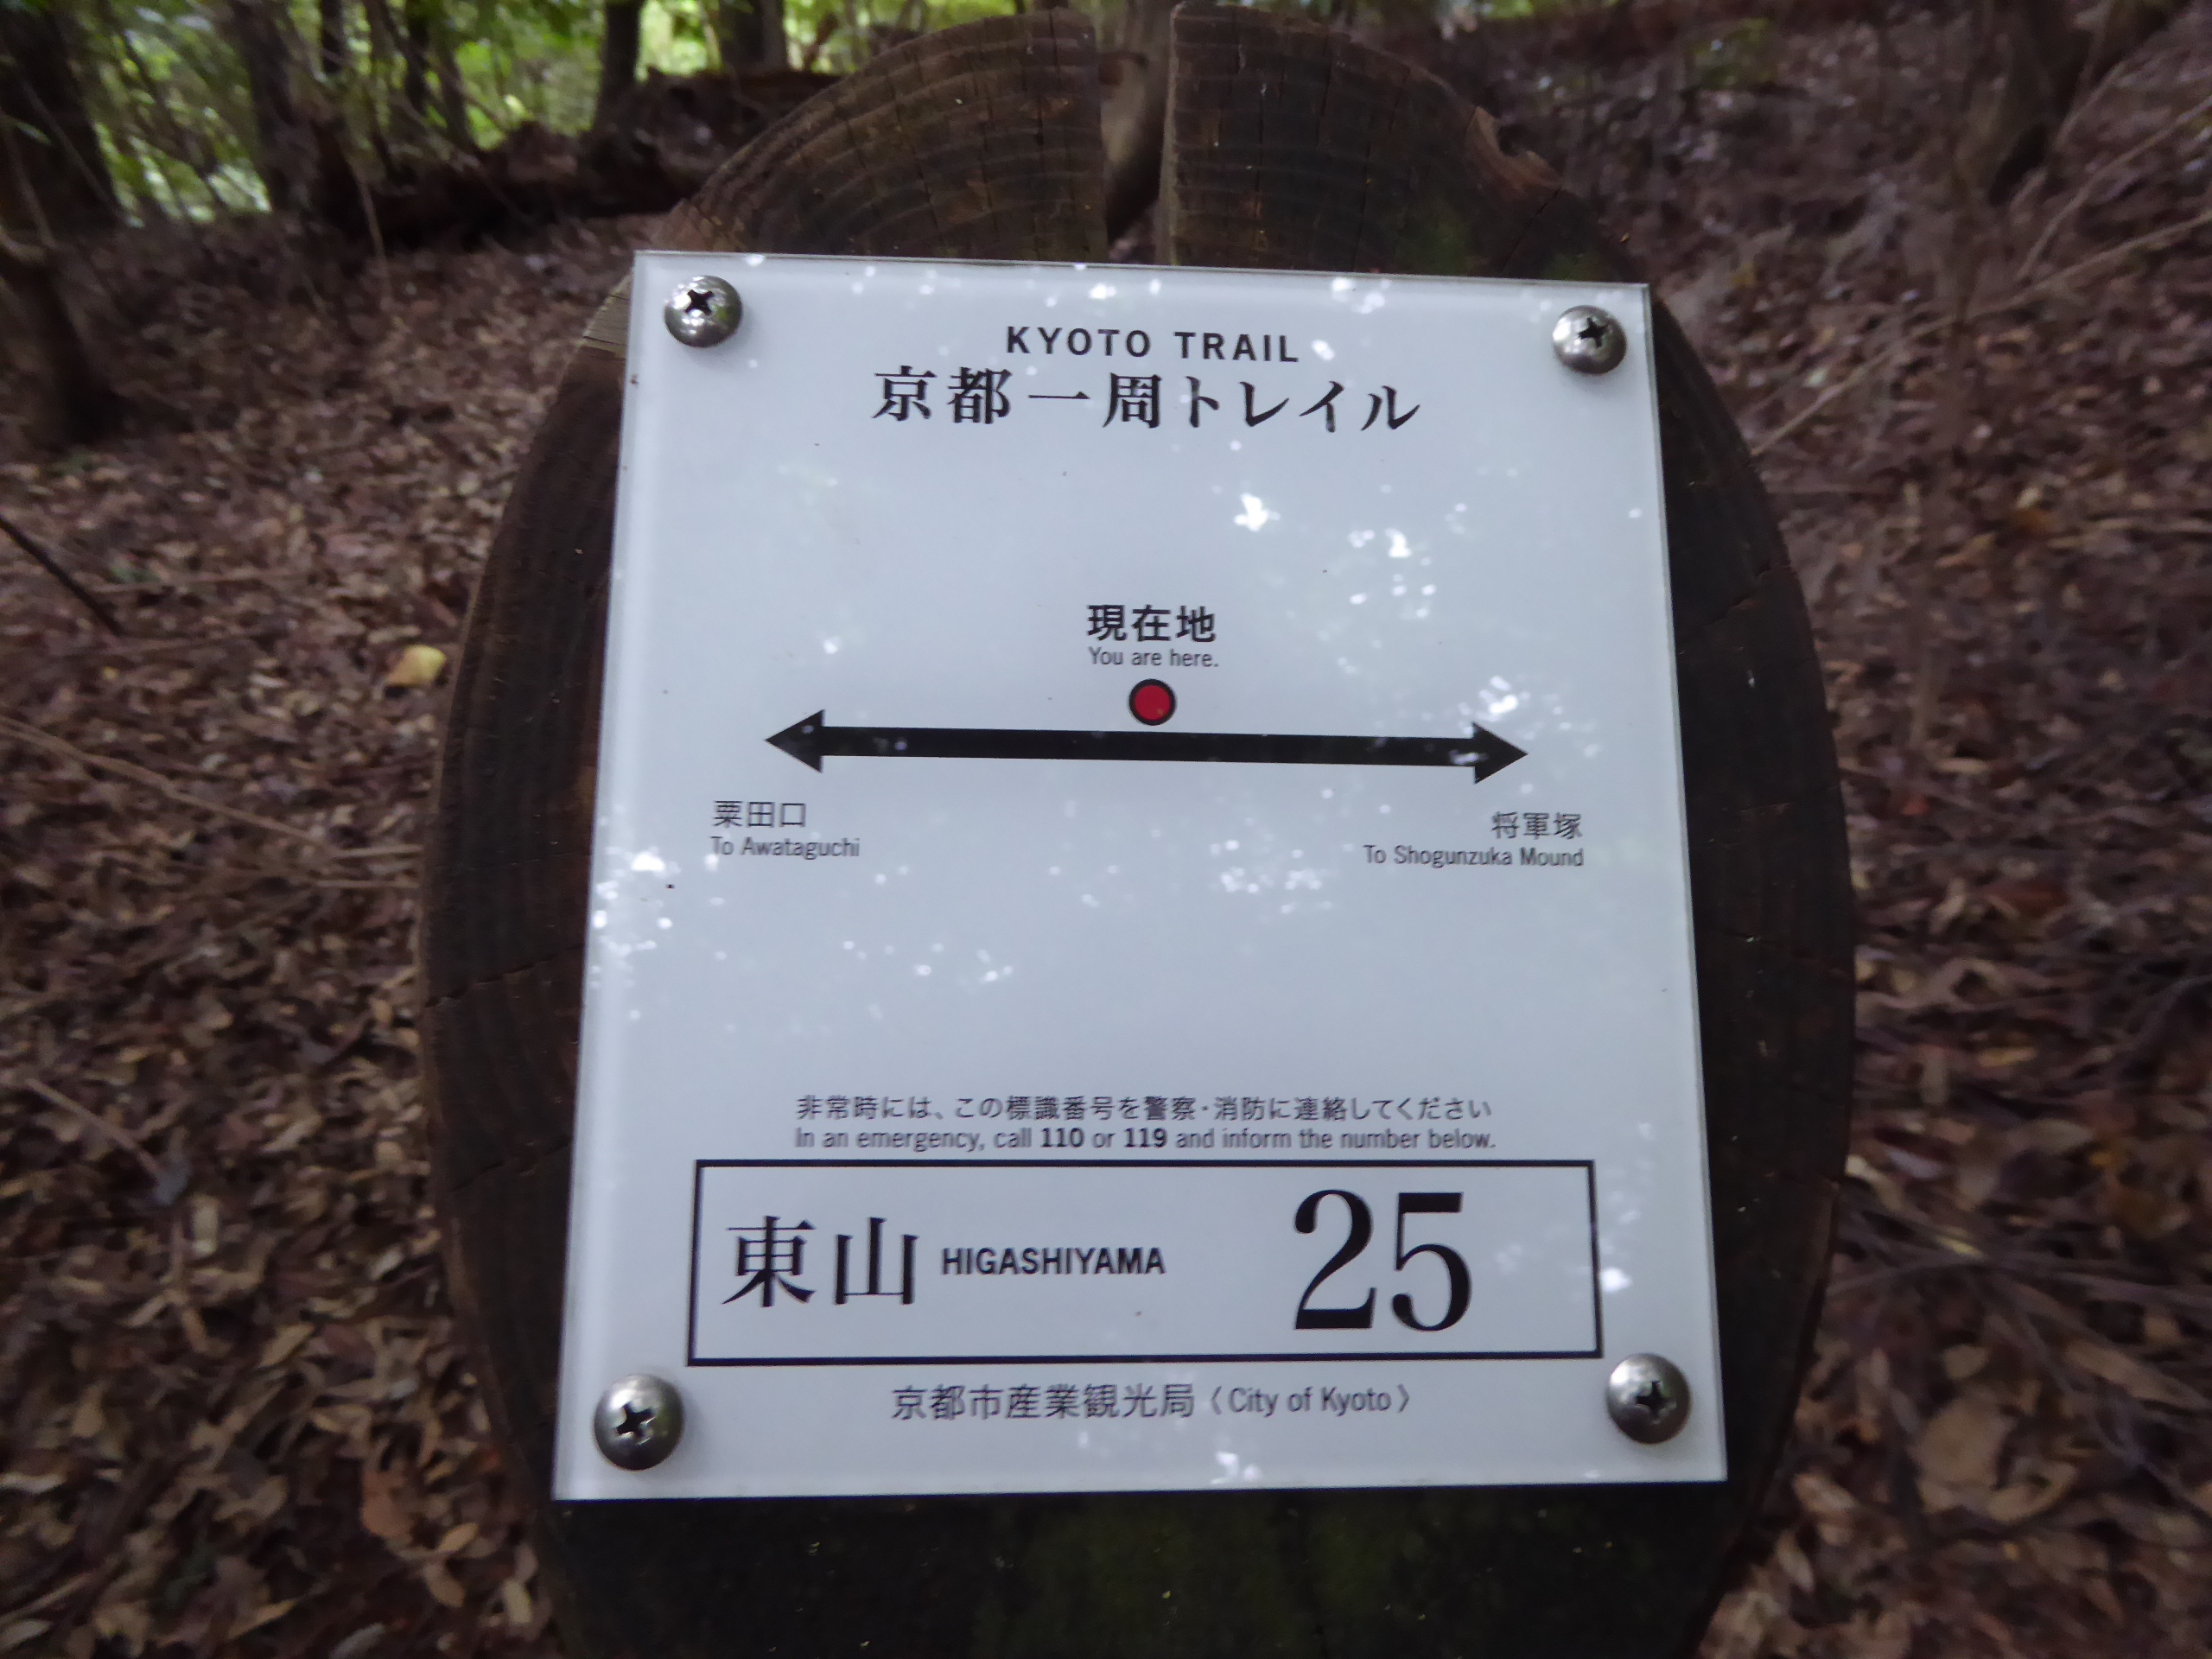 KYOTO TRAIL
京都一周トレイル
現在地
You are here.
粟田口
To Awataguchi
将軍塚
To Shogunzuka Mound
非常時には、この標識番号を警察・消防に連絡してください
In an emergency, call 110 or 119 and inform the number below.
東山 HIGASHIYAMA 25
京都市産業観光局〈City of Kyoto〉